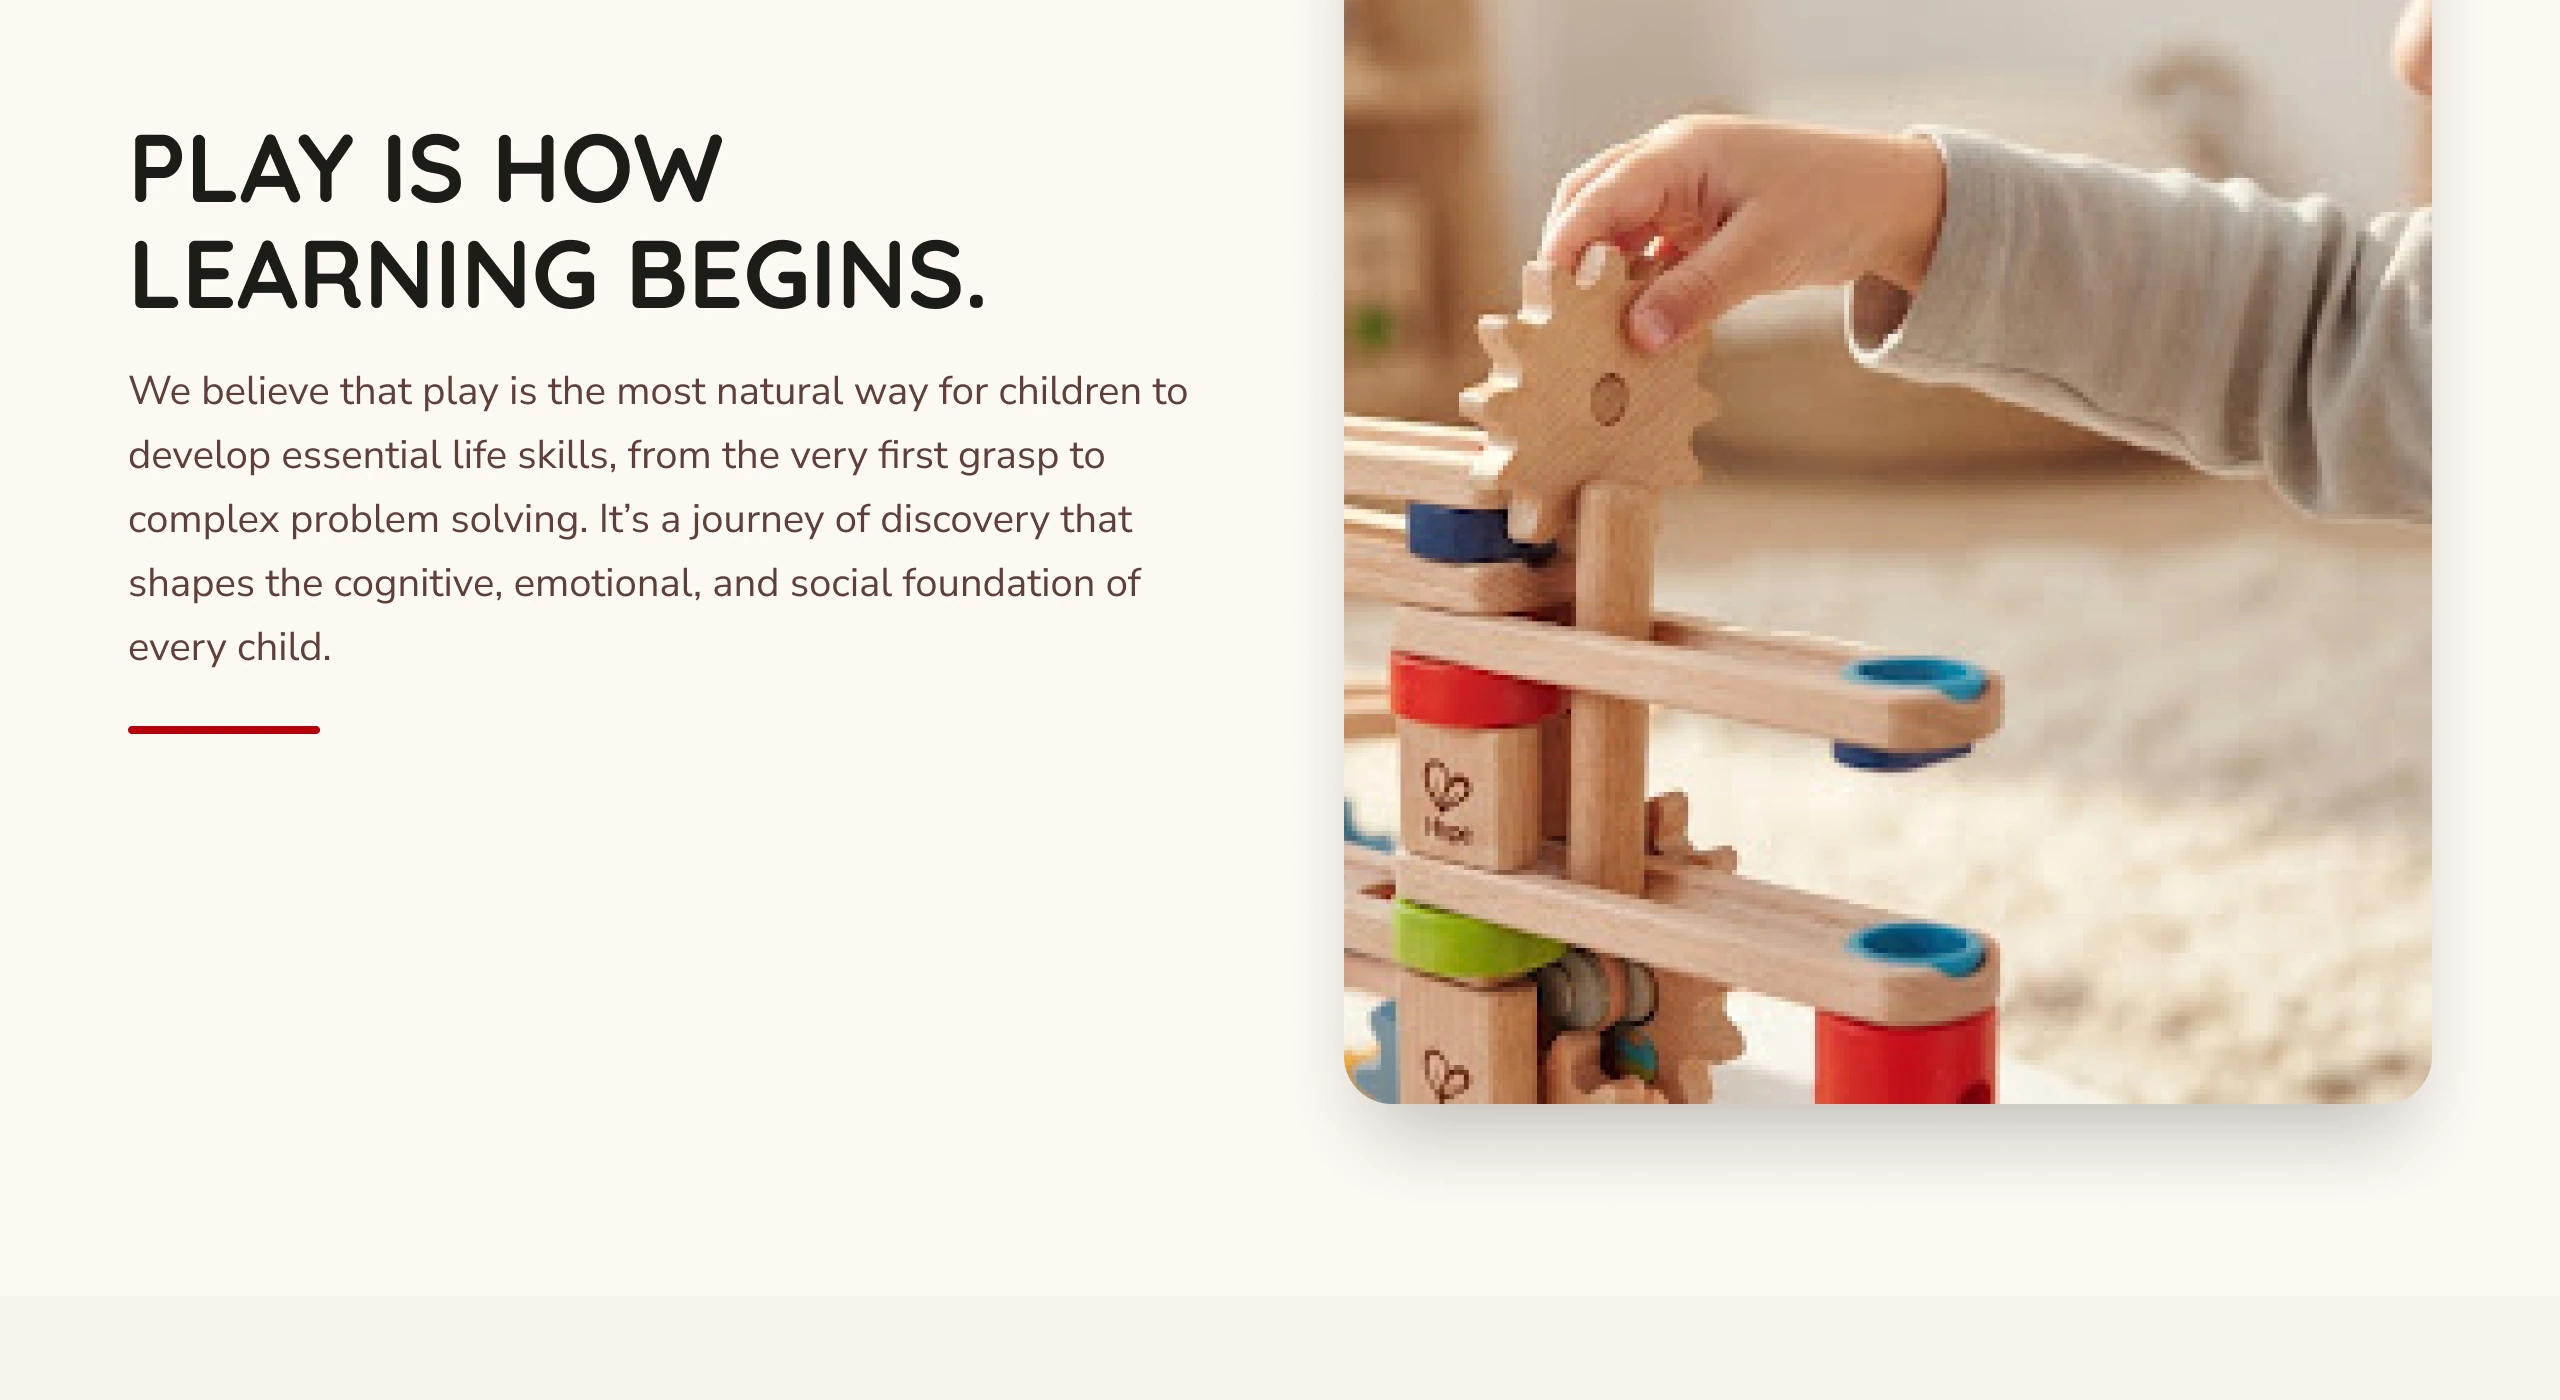 PLAY IS HOW
LEARNING BEGINS.
We believe that play is the most natural way for children to
develop essential life skills, from the very first grasp to
complex problem solving. It’s a journey of discovery that
shapes the cognitive, emotional, and social foundation of
every child.